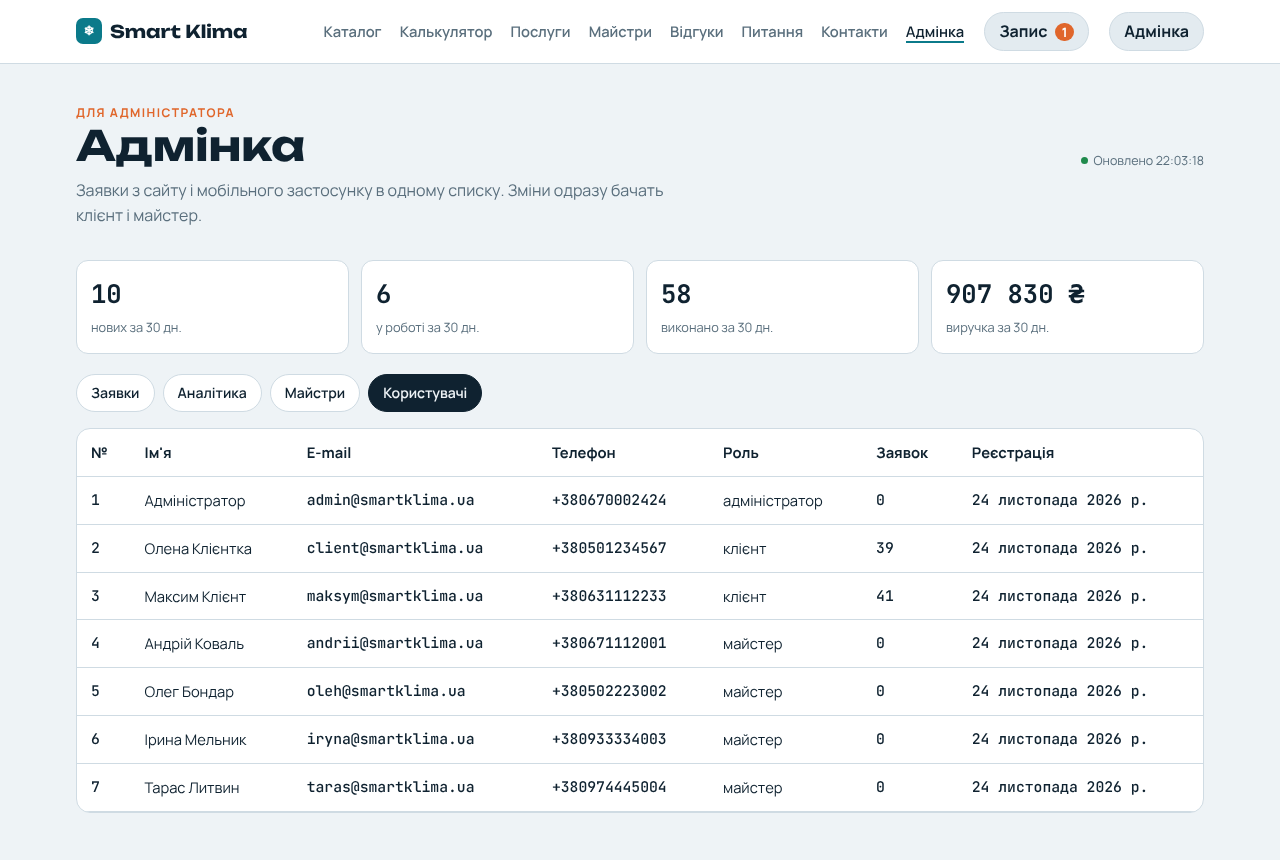 Smart Klima
Каталог Калькулятор Послуги Майстри Відгуки Питання Контакти Адмінка Запис 1 Адмінка
ДЛЯ АДМІНІСТРАТОРА
Адмінка
Оновлено 22:03:18
Заявки з сайту і мобільного застосунку в одному списку. Зміни одразу бачать
клієнт і майстер.
10 6 58 907 830 ₴
нових за 30 дн. у роботі за 30 дн. виконано за 30 дн. виручка за 30 дн.
Заявки Аналітика Майстри Користувачі
№ Ім'я E-mail Телефон Роль Заявок Реєстрація
1 Адміністратор admin@smartklima.ua +380670002424 адміністратор 0 24 листопада 2026 р.
2 Олена Клієнтка client@smartklima.ua +380501234567 клієнт 39 24 листопада 2026 р.
3 Максим Клієнт maksym@smartklima.ua +380631112233 клієнт 41 24 листопада 2026 р.
4 Андрій Коваль andrii@smartklima.ua +380671112001 майстер 0 24 листопада 2026 р.
5 Олег Бондар oleh@smartklima.ua +380502223002 майстер 0 24 листопада 2026 р.
6 Ірина Мельник iryna@smartklima.ua +380933334003 майстер 0 24 листопада 2026 р.
7 Тарас Литвин taras@smartklima.ua +380974445004 майстер 0 24 листопада 2026 р.